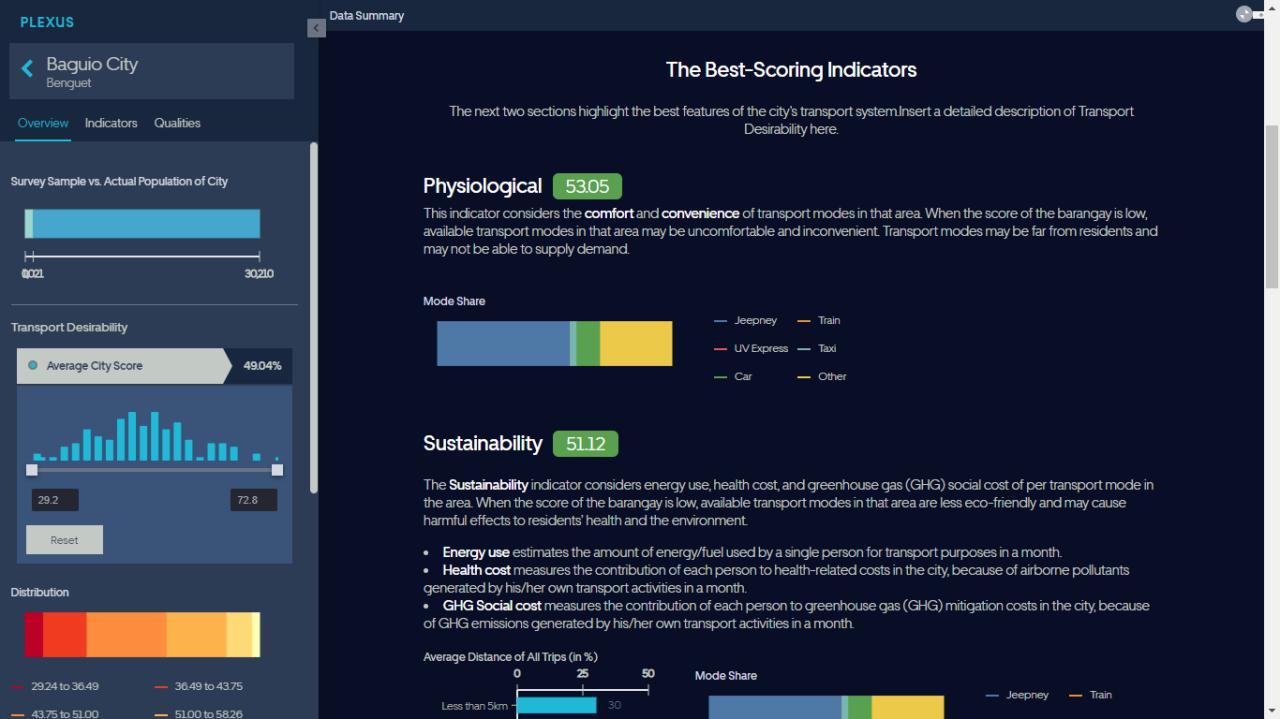 PLEXUS
Baguio City
Benguet
Overview Indicators Qualities
Survey Sample vs. Actual Population of City
30,210
Transport Desirability
Average City Score 49.04%
29.2 72.8
Reset
Distribution
29.24 to 36.49 36.49 to 43.75
43.75 to 51.00 51.00 to 58.26
Data Summary
The Best-Scoring Indicators
The next two sections highlight the best features of the city's transport system.Insert a detailed description of Transport
Desirability here.
Physiological 53.05
This indicator considers the comfort and convenience of transport modes in that area. When the score of the barangay is low,
available transport modes in that area may be uncomfortable and inconvenient. Transport modes may be far from residents and
may not be able to supply demand.
Mode Share
Jeepney Train
UV Express Taxi
Car Other
Sustainability 51.12
The Sustainability indicator considers energy use, health cost, and greenhouse gas (GHG) social cost of per transport mode in
the area. When the score of the barangay is low, available transport modes in that area are less eco-friendly and may cause
harmful effects to residents' health and the environment.
• Energy use estimates the amount of energy/fuel used by a single person for transport purposes in a month.
• Health cost measures the contribution of each person to health-related costs in the city, because of airborne pollutants
generated by his/her own transport activities in a month.
• GHG Social cost measures the contribution of each person to greenhouse gas (GHG) mitigation costs in the city, because
of GHG emissions generated by his/her own transport activities in a month.
Average Distance of All Trips (in %)
0 25 50
Less than 5km 30
Mode Share
Jeepney Train